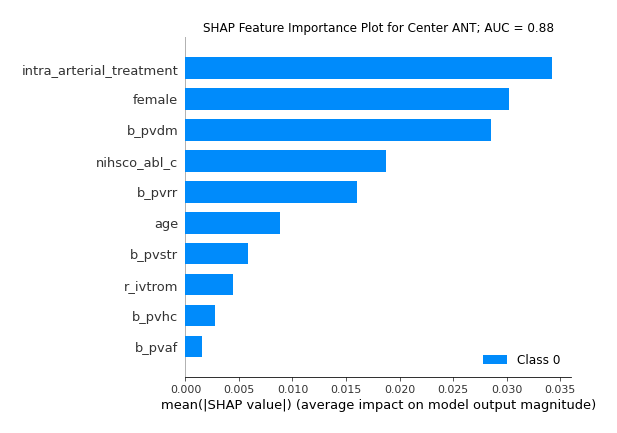 SHAP Feature Importance Plot for Center ANT; AUC = 0.88
intra_arterial_treatment
female
b_pvdm
nihsco_abl_c
b_pvrr
age
b_pvstr
r_ivtrom
b_pvhc
b_pvaf
Class 0
0.000 0.005 0.010 0.015 0.020 0.025 0.030 0.035
mean(|SHAP value|) (average impact on model output magnitude)